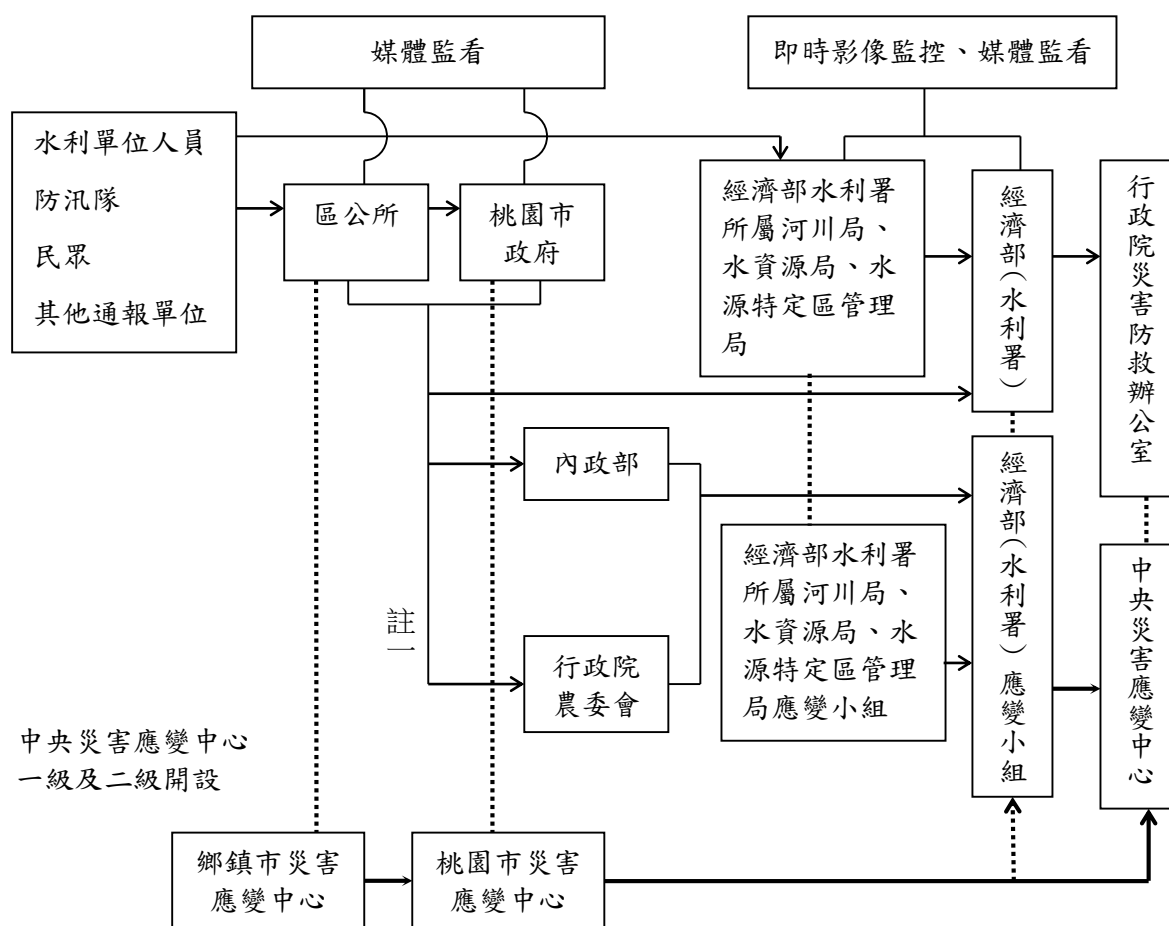 媒體監看
即時影像監控、媒體監看
水利單位人員
防汛隊
民眾
其他通報單位
區公所
桃園市
政府
經濟部水利署
所屬河川局、
水資源局、水
源特定區管理
局
經濟部(水利署)
行政院災害防救辦公室
內政部
註一
行政院
農委會
經濟部水利署
所屬河川局、
水資源局、水
源特定區管理
局應變小組
經濟部(水利署)應變小組
中央災害應變中心
中央災害應變中心
一級及二級開設
鄉鎮市災害
應變中心
桃園市災害
應變中心